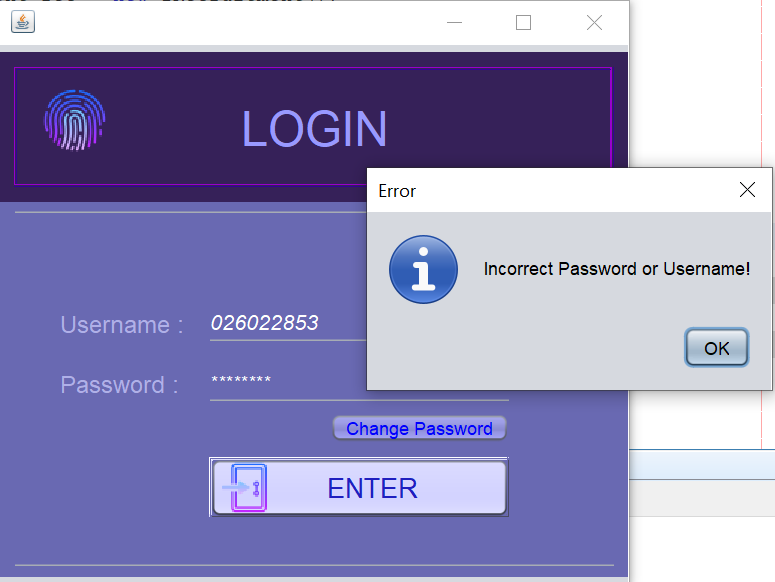 LOGIN
Error
Incorrect Password or Username!
OK
Username :
026022853
Password :
********
Change Password
ENTER